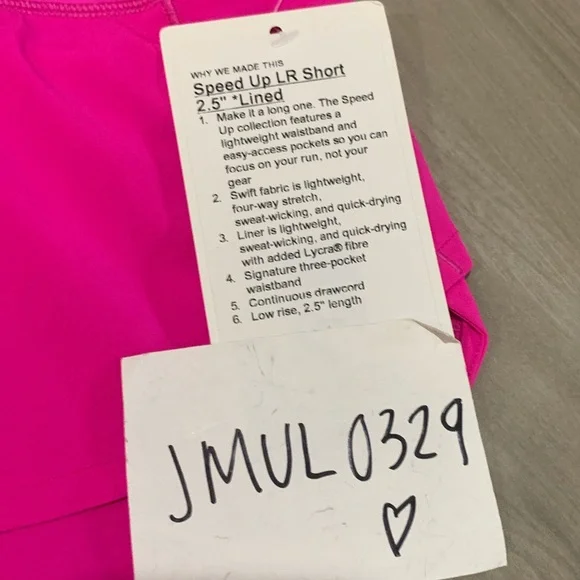 WHY WE MADE THIS
Speed Up LR Short
2.5" *Lined
1. Make it a long one. The Speed
Up collection features a
lightweight waistband and
easy-access pockets so you can
focus on your run, not your
gear
2. Swift fabric is lightweight,
four-way stretch,
sweat-wicking, and quick-drying
3. Liner is lightweight,
sweat-wicking, and quick-drying
with added Lycra® fibre
4. Signature three-pocket
waistband
5. Continuous drawcord
6. Low rise, 2.5" length
JMUL0329